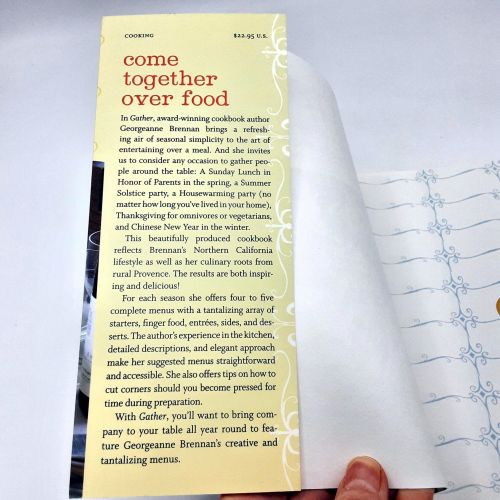 COOKING $22.95 U.S.
come
together
over food
In Gather, award-winning cookbook author
Georgeanne Brennan brings a refresh-
ing air of seasonal simplicity to the art of
entertaining over a meal. And she invites
us to consider any occasion to gather peo-
ple around the table: A Sunday Lunch in
Honor of Parents in the spring, a Summer
Solstice party, a Housewarming party (no
matter how long you've lived in your home),
Thanksgiving for omnivores or vegetarians,
and Chinese New Year in the winter.
This beautifully produced cookbook
reflects Brennan's Northern California
lifestyle as well as her culinary roots from
rural Provence. The results are both inspir-
ing and delicious!
For each season she offers four to five
complete menus with a tantalizing array of
starters, finger food, entrées, sides, and des-
serts. The author's experience in the kitchen,
detailed descriptions, and elegant approach
make her suggested menus straightforward
and accessible. She also offers tips on how to
cut corners should you become pressed for
time during preparation.
With Gather, you'll want to bring com-
pany to your table all year round to fea-
ture Georgeanne Brennan's creative and
tantalizing menus.